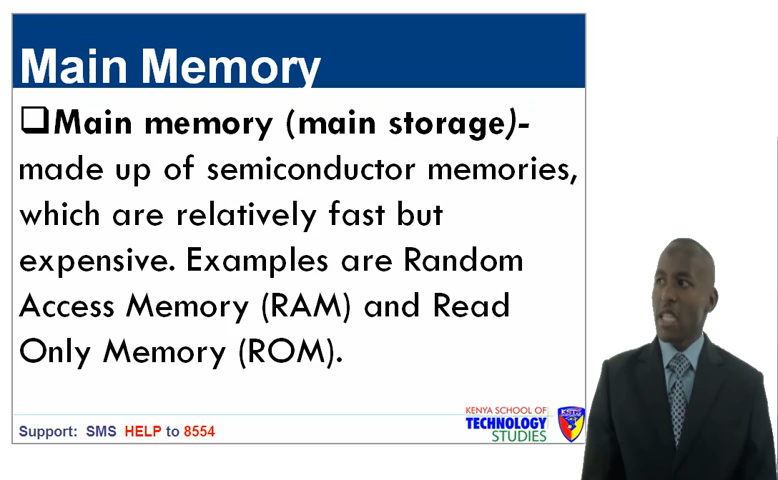 Main Memory
Main memory (main storage)-
made up of semiconductor memories,
which are relatively fast but
expensive. Examples are Random
Access Memory (RAM) and Read
Only Memory (ROM).
KENYA SCHOOL OF
TECHNOLOGY
STUDIES
Support: SMS HELP to 8554